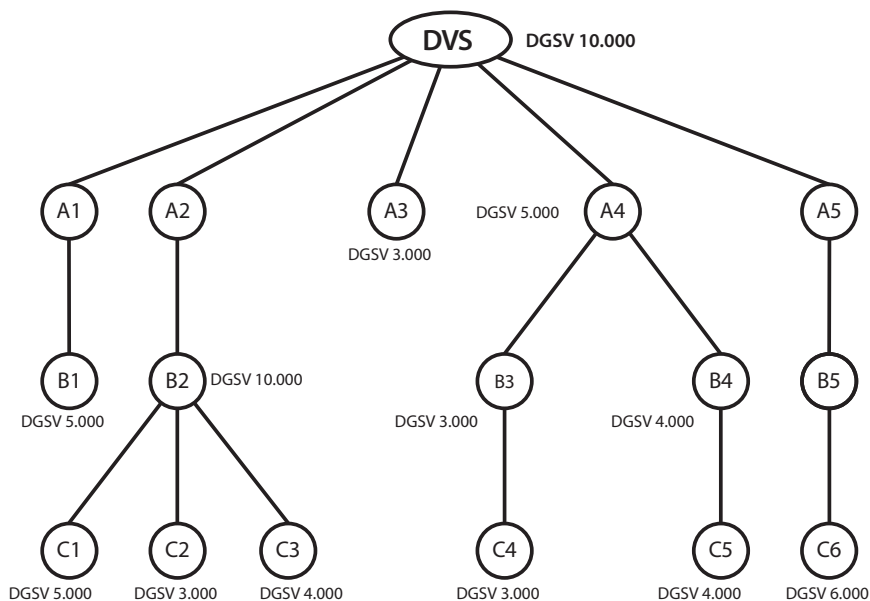 DVS
DGSV 10.000
A1
A2
A3
DGSV 5.000
A4
A5
DGSV 3.000
B1
B2
DGSV 10.000
B3
B4
B5
DGSV 5.000
DGSV 3.000
DGSV 4.000
C1
C2
C3
C4
C5
C6
DGSV 5.000
DGSV 3.000
DGSV 4.000
DGSV 3.000
DGSV 4.000
DGSV 6.000